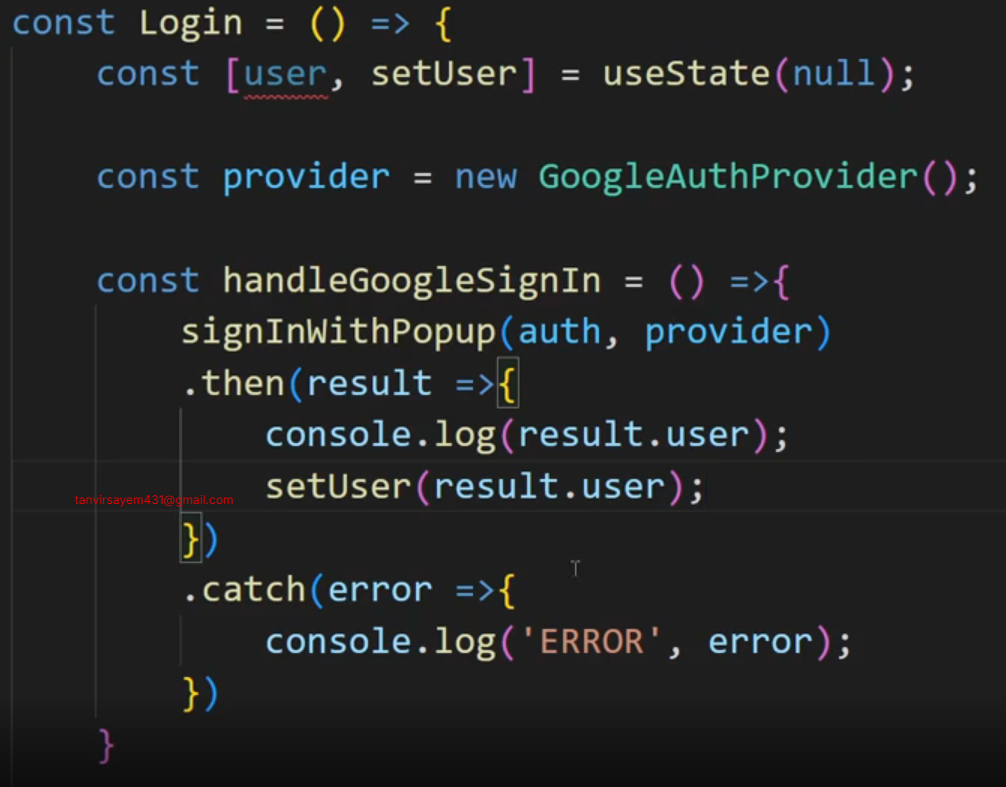 const Login = () => {
const [user, setUser] = useState(null);
const provider = new GoogleAuthProvider();
const handleGoogleSignIn = () =>{
signInWithPopup(auth, provider)
.then(result =>{
console.log(result.user);
setUser(result.user);
tanvirsayem431@gmail.com
})
.catch(error =>{
console.log('ERROR', error);
})
}